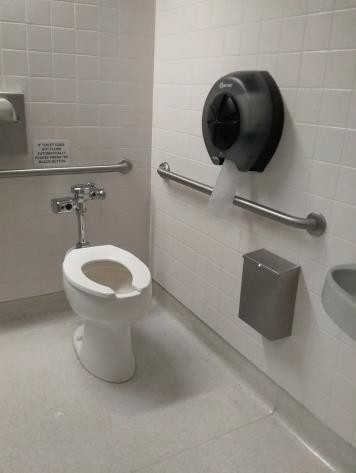 IF TOILET DOES
NOT FLUSH
AUTOMATICALLY
PLEASE PRESS THE
BLACK BUTTON